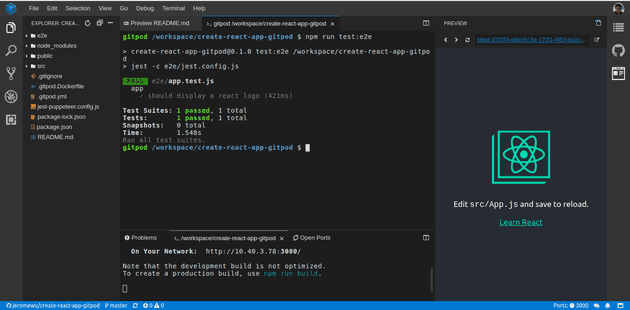 File Edit Selection View Go Debug Terminal Help
EXPLORER: CREA...
e2e
node_modules
public
src
.gitignore
.gitpod.Dockerfile
.gitpod.yml
jest-puppeteer.config.js
package-lock.json
package.json
README.md
Preview README.md
gitpod /workspace/create-react-app-gitpod
gitpod /workspace/create-react-app-gitpod $ npm run test:e2e
> create-react-app-gitpod@0.1.0 test:e2e /workspace/create-react-app-gitpo
d
> jest -c e2e/jest.config.js
PASS e2e/app.test.js
app
✓ should display a react logo (421ms)
Test Suites: 1 passed, 1 total
Tests: 1 passed, 1 total
Snapshots: 0 total
Time: 1.548s
Ran all test suites.
gitpod /workspace/create-react-app-gitpod $
Problems
/workspace/create-react-app-gitpod
Open Ports
On Your Network: http://10.40.3.78:3000/
Note that the development build is not optimized.
To create a production build, use npm run build.
PREVIEW
Edit src/App.js and save to reload.
Learn React
jeromewu/create-react-app-gitpod
master
0 0
Ports: 3000